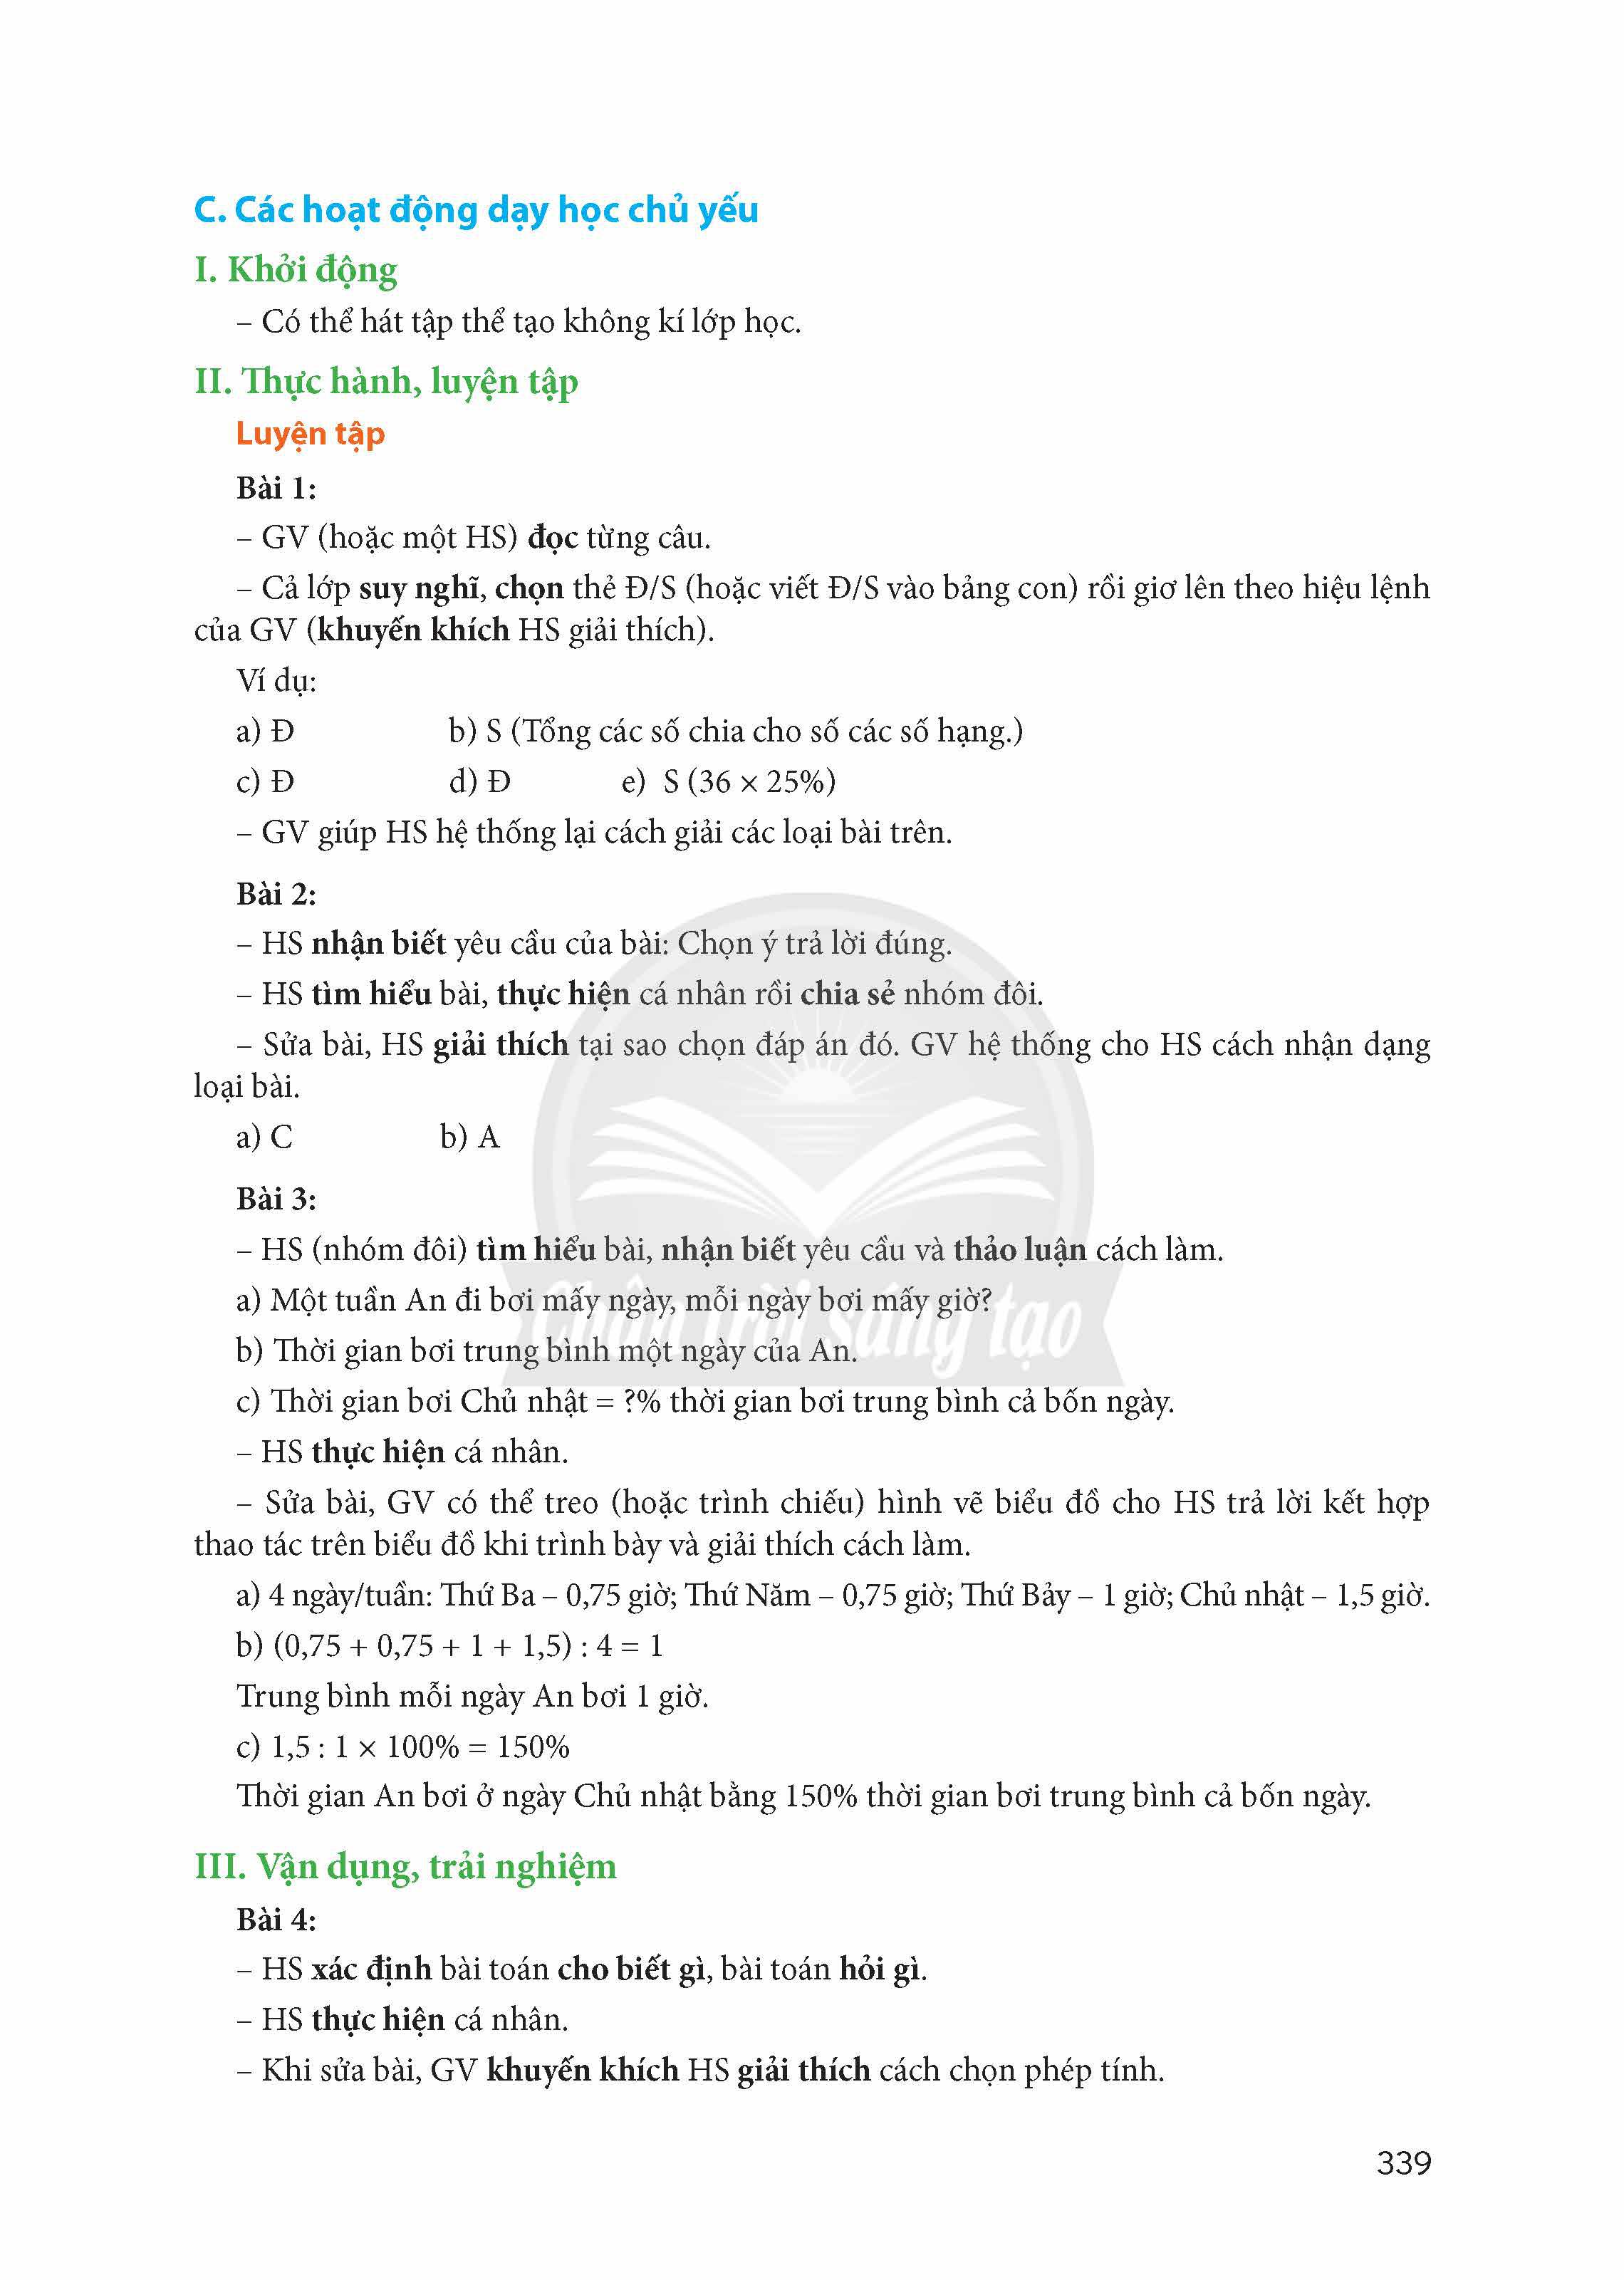 C. Các hoạt động dạy học chủ yếu
I. Khởi động
– Có thể hát tập thể tạo không kí lớp học.
II. Thực hành, luyện tập
Luyện tập
Bài 1:
– GV (hoặc một HS) đọc từng câu.
– Cả lớp suy nghĩ, chọn thẻ Đ/S (hoặc viết Đ/S vào bảng con) rồi giơ lên theo hiệu lệnh
của GV (khuyến khích HS giải thích).
Ví dụ:
a) Đ b) S (Tổng các số chia cho số các số hạng.)
c) Đ d) Đ e) S (36 × 25%)
– GV giúp HS hệ thống lại cách giải các loại bài trên.
Bài 2:
– HS nhận biết yêu cầu của bài: Chọn ý trả lời đúng.
– HS tìm hiểu bài, thực hiện cá nhân rồi chia sẻ nhóm đôi.
– Sửa bài, HS giải thích tại sao chọn đáp án đó. GV hệ thống cho HS cách nhận dạng
loại bài.
a) C b) A
Bài 3:
– HS (nhóm đôi) tìm hiểu bài, nhận biết yêu cầu và thảo luận cách làm.
a) Một tuần An đi bơi mấy ngày, mỗi ngày bơi mấy giờ?
Chân trời sáng tạo
b) Thời gian bơi trung bình một ngày của An.
c) Thời gian bơi Chủ nhật = ?% thời gian bơi trung bình cả bốn ngày.
– HS thực hiện cá nhân.
– Sửa bài, GV có thể treo (hoặc trình chiếu) hình vẽ biểu đồ cho HS trả lời kết hợp
thao tác trên biểu đồ khi trình bày và giải thích cách làm.
a) 4 ngày/tuần: Thứ Ba – 0,75 giờ; Thứ Năm – 0,75 giờ; Thứ Bảy – 1 giờ; Chủ nhật – 1,5 giờ.
b) (0,75 + 0,75 + 1 + 1,5) : 4 = 1
Trung bình mỗi ngày An bơi 1 giờ.
c) 1,5 : 1 × 100% = 150%
Thời gian An bơi ở ngày Chủ nhật bằng 150% thời gian bơi trung bình cả bốn ngày.
III. Vận dụng, trải nghiệm
Bài 4:
– HS xác định bài toán cho biết gì, bài toán hỏi gì.
– HS thực hiện cá nhân.
– Khi sửa bài, GV khuyến khích HS giải thích cách chọn phép tính.
339